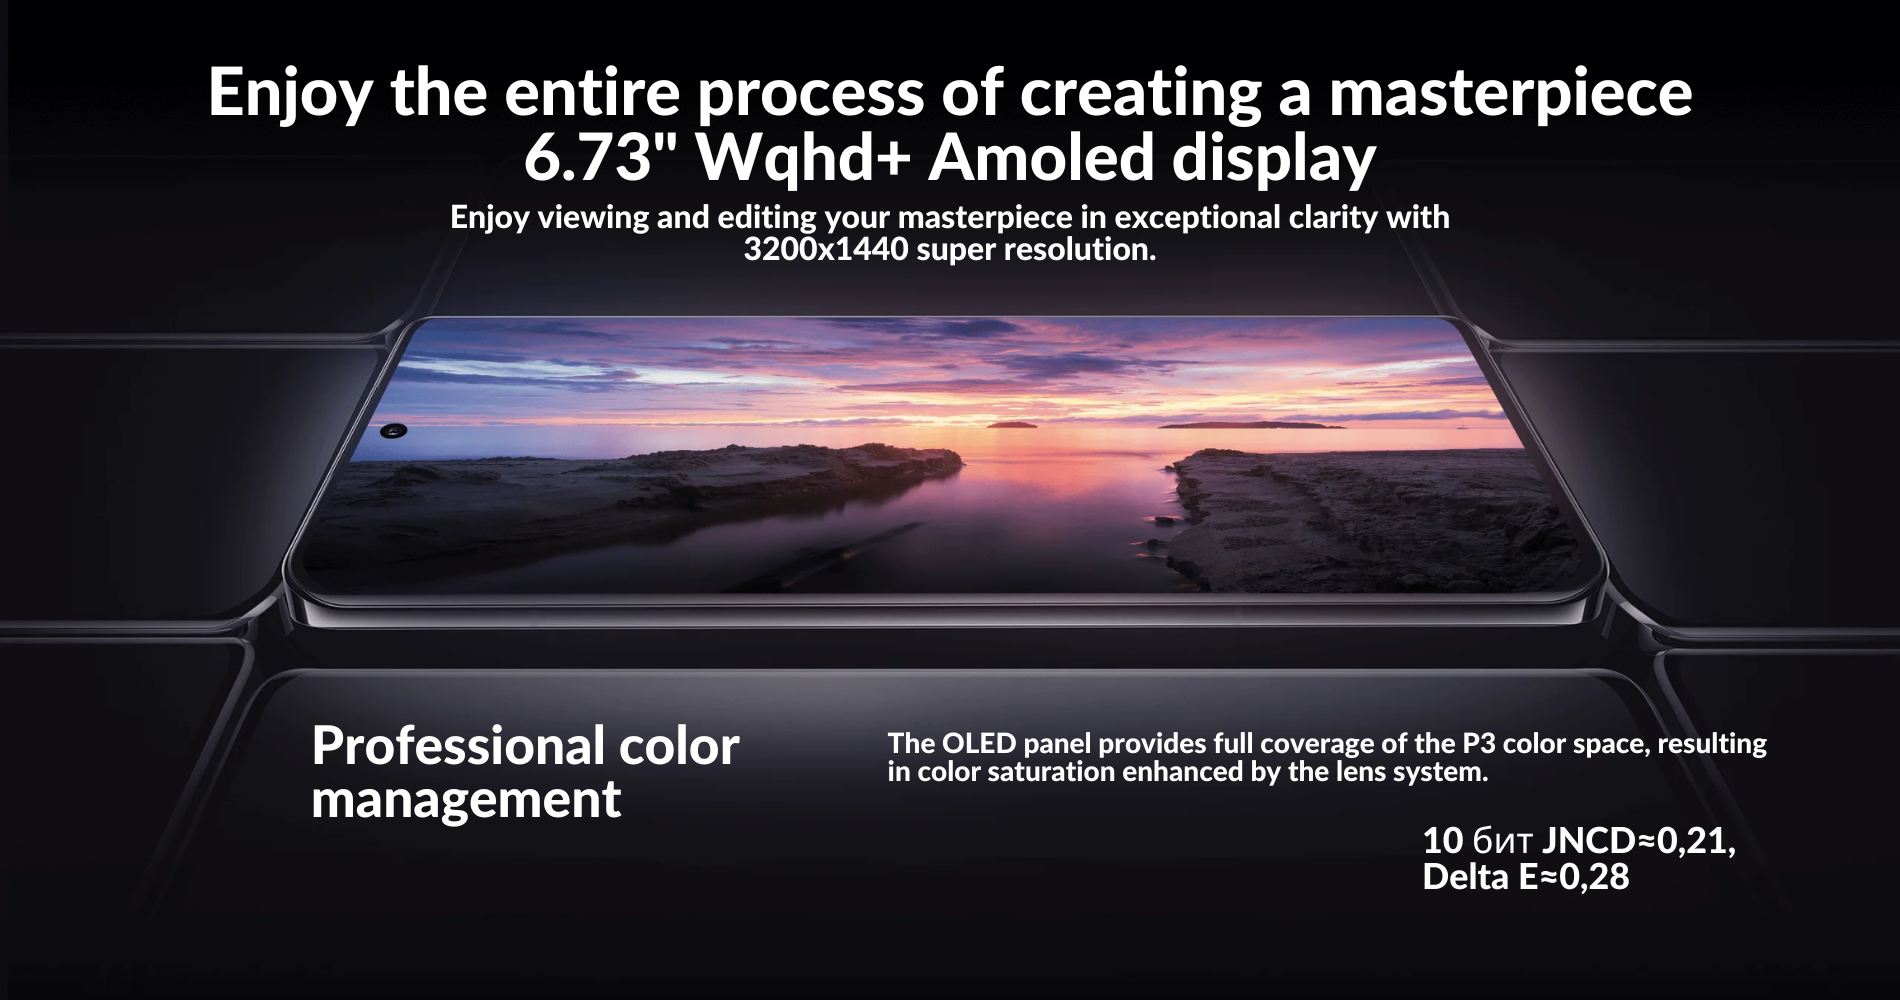 Enjoy the entire process of creating a masterpiece
6.73" Wqhd+ Amoled display
Enjoy viewing and editing your masterpiece in exceptional clarity with
3200x1440 super resolution.
Professional color
management
The OLED panel provides full coverage of the P3 color space, resulting
in color saturation enhanced by the lens system.
10 бит JNCD≈0,21,
Delta E≈0,28